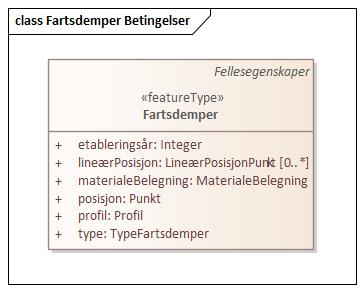 class Fartsdemper Betingelser
Fellesegenskaper
«featureType»
Fartsdemper
+ etableringsår: Integer
+ lineærPosisjon: LineærPosisjonPunkt [0..*]
+ materialeBelegning: MaterialeBelegning
+ posisjon: Punkt
+ profil: Profil
+ type: TypeFartsdemper